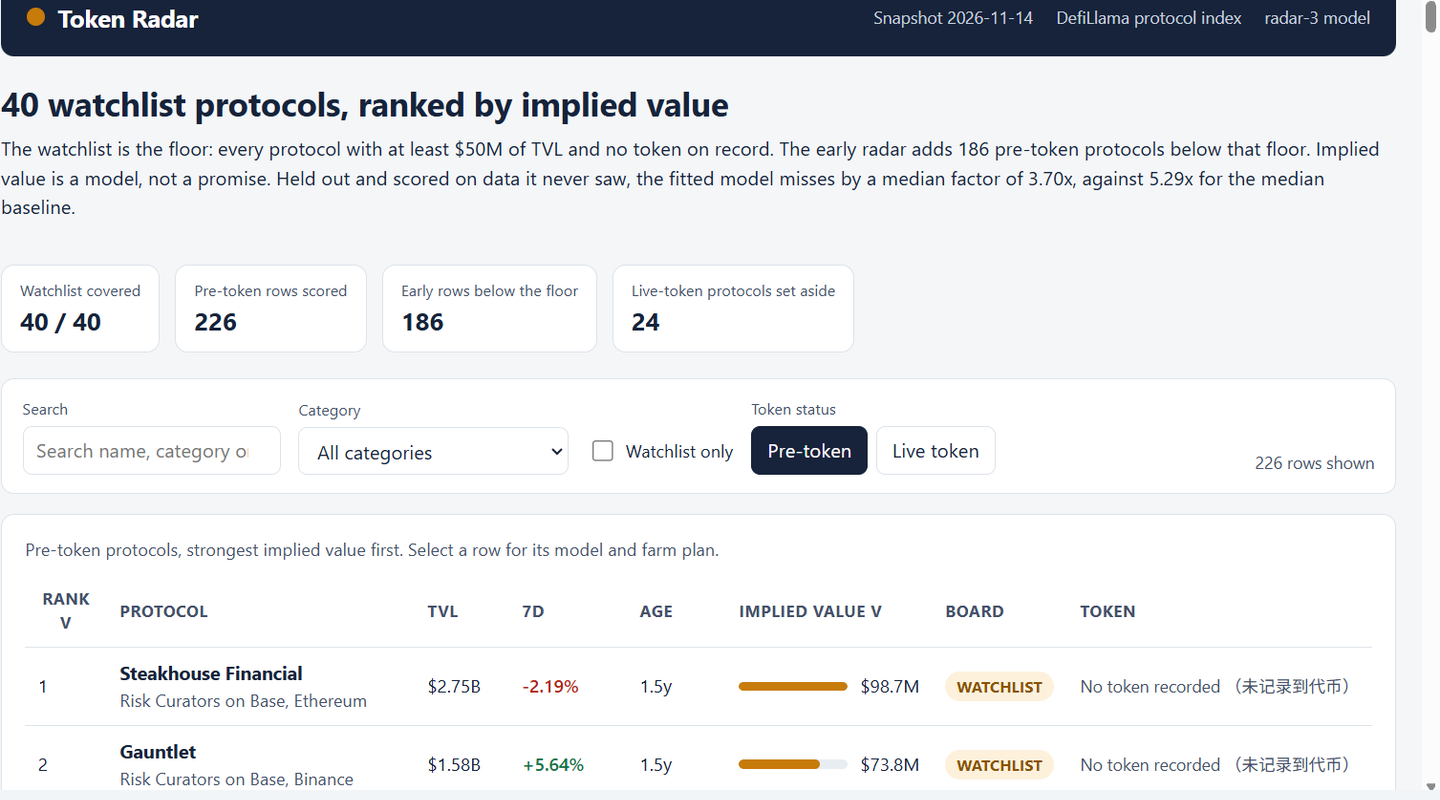 Token Radar
Snapshot 2026-11-14 DefiLlama protocol index radar-3 model
40 watchlist protocols, ranked by implied value
The watchlist is the floor: every protocol with at least $50M of TVL and no token on record. The early radar adds 186 pre-token protocols below that floor. Implied
value is a model, not a promise. Held out and scored on data it never saw, the fitted model misses by a median factor of 3.70x, against 5.29x for the median
baseline.
Watchlist covered
40 / 40
Pre-token rows scored
226
Early rows below the floor
186
Live-token protocols set aside
24
Search
Search name, category o
Category
All categories
Watchlist only
Token status
Pre-token
Live token
226 rows shown
Pre-token protocols, strongest implied value first. Select a row for its model and farm plan.
RANK V PROTOCOL TVL 7D AGE IMPLIED VALUE V BOARD TOKEN
1 Steakhouse Financial $2.75B -2.19% 1.5y $98.7M WATCHLIST No token recorded （未记录到代币）
Risk Curators on Base, Ethereum
2 Gauntlet $1.58B +5.64% 1.5y $73.8M WATCHLIST No token recorded （未记录到代币）
Risk Curators on Base, Binance